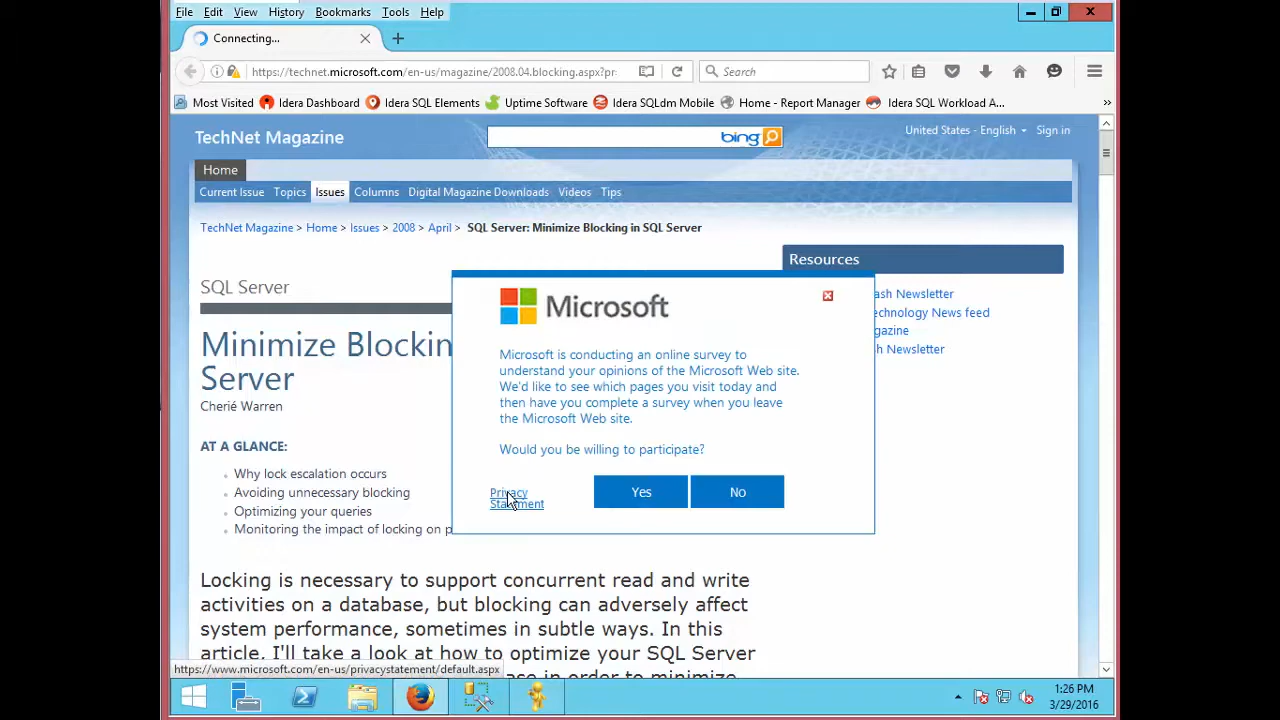 File Edit View History Bookmarks Tools Help
Connecting...
https://technet.microsoft.com/en-us/magazine/2008.04.blocking.aspx?pr:
Search
Most Visited Idera Dashboard Idera SQL Elements Uptime Software Idera SQLdm Mobile Home - Report Manager Idera SQL Workload A... »
TechNet Magazine
bing
United States - English Sign in
Home
Current Issue Topics Issues Columns Digital Magazine Downloads Videos Tips
TechNet Magazine > Home > Issues > 2008 > April > SQL Server: Minimize Blocking in SQL Server
Resources
SQL Server
ash Newsletter
echnology News feed
agazine
h Newsletter
Minimize Blockin
Server
Cherié Warren
AT A GLANCE:
Why lock escalation occurs
Avoiding unnecessary blocking
Optimizing your queries
Monitoring the impact of locking on p
Microsoft
Microsoft is conducting an online survey to
understand your opinions of the Microsoft Web site.
We'd like to see which pages you visit today and
then have you complete a survey when you leave
the Microsoft Web site.
Would you be willing to participate?
Privacy
Statement
Yes
No
Locking is necessary to support concurrent read and write
activities on a database, but blocking can adversely affect
system performance, sometimes in subtle ways. In this
article, I'll take a look at how to optimize your SQL Server
ase in order to minimize
https://www.microsoft.com/en-us/privacystatement/default.aspx
1:26 PM
3/29/2016